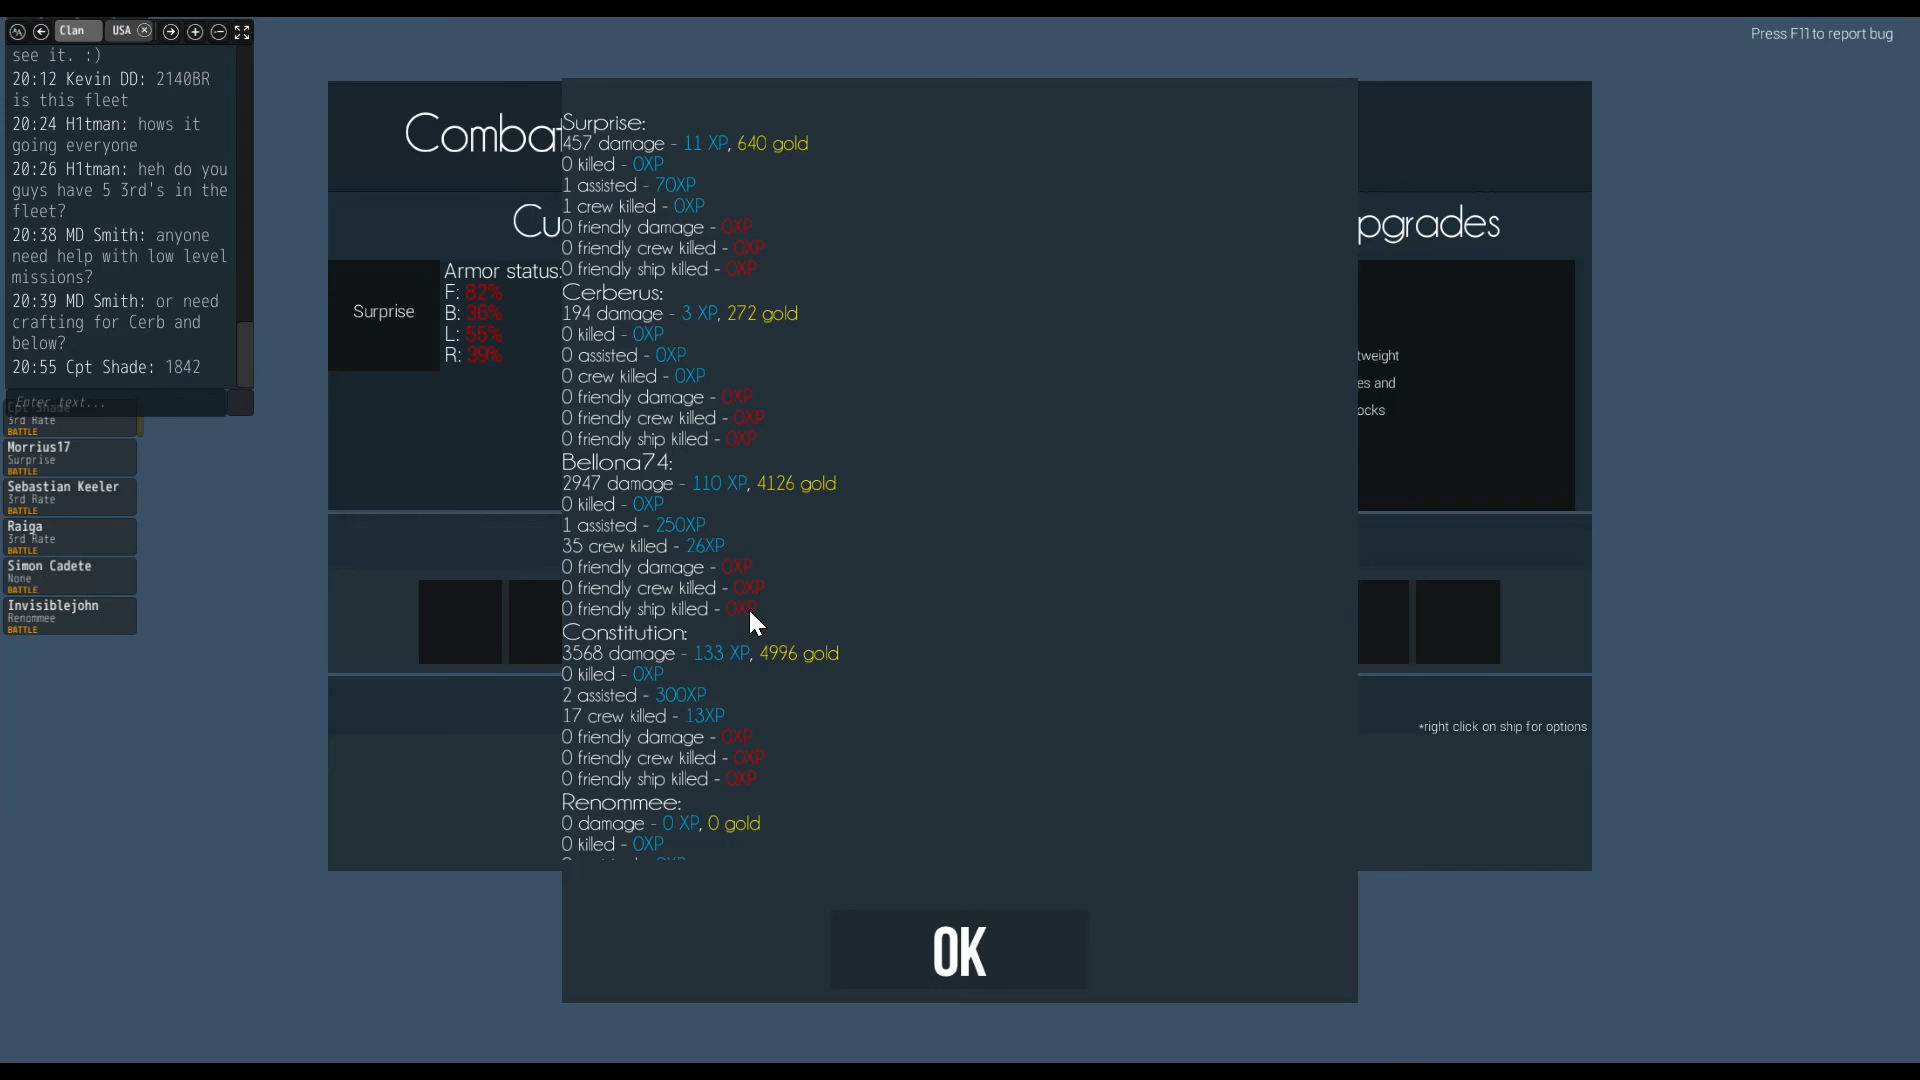 Clan
USA
Press F11 to report bug
see it. :)
20:12 Kevin DD: 2140BR
is this fleet
20:24 H1tman: hows it
going everyone
20:26 H1tman: heh do you
guys have 5 3rd's in the
fleet?
20:38 MD Smith: anyone
need help with low level
missions?
20:39 MD Smith: or need
crafting for Cerb and
below?
20:55 Cpt Shade: 1842
Enter text...
Cpt Shade
3rd Rate
BATTLE
Morrius17
Surprise
BATTLE
Sebastian Keeler
3rd Rate
BATTLE
Raiga
3rd Rate
BATTLE
Simon Cadete
None
BATTLE
Invisiblejohn
Renommee
BATTLE
Combat
Cu
Surprise
Armor status:
F: 82%
B: 36%
L: 55%
R: 39%
Surprise:
457 damage - 11 XP, 640 gold
0 killed - 0XP
1 assisted - 70XP
1 crew killed - 0XP
0 friendly damage - 0XP
0 friendly crew killed - 0XP
0 friendly ship killed - 0XP
Cerberus:
194 damage - 3 XP, 272 gold
0 killed - 0XP
0 assisted - 0XP
0 crew killed - 0XP
0 friendly damage - 0XP
0 friendly crew killed - 0XP
0 friendly ship killed - 0XP
Bellona74:
2947 damage - 110 XP, 4126 gold
0 killed - 0XP
1 assisted - 250XP
35 crew killed - 26XP
0 friendly damage - 0XP
0 friendly crew killed - 0XP
0 friendly ship killed - 0XP
Constitution:
3568 damage - 133 XP, 4996 gold
0 killed - 0XP
2 assisted - 300XP
17 crew killed - 13XP
0 friendly damage - 0XP
0 friendly crew killed - 0XP
0 friendly ship killed - 0XP
Renommee:
0 damage - 0 XP, 0 gold
0 killed - 0XP
OK
pgrades
tweight
es and
ocks
*right click on ship for options